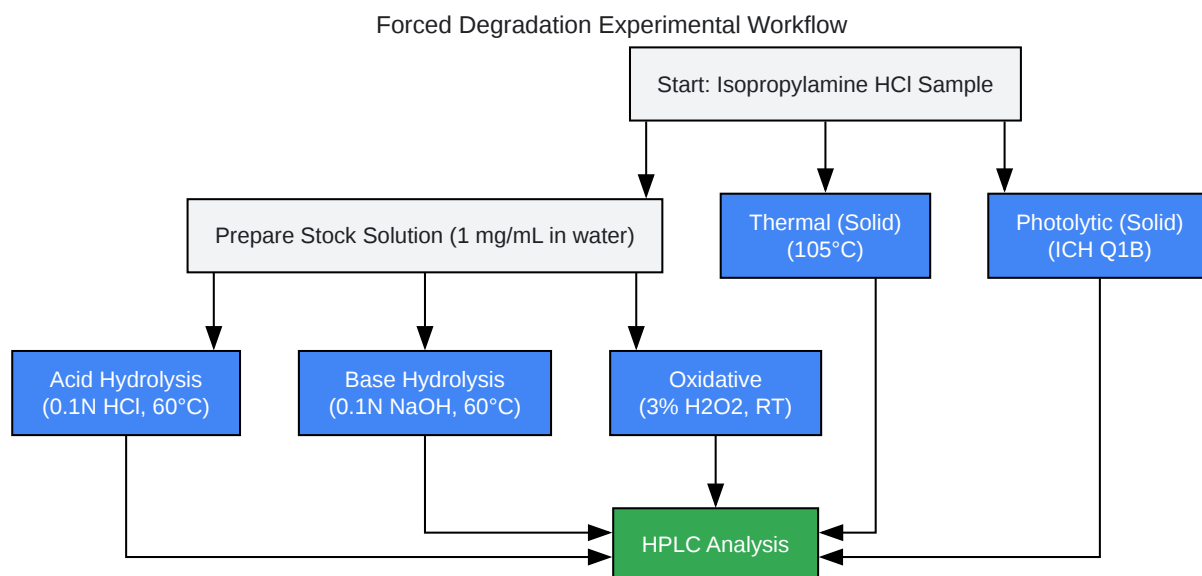 Forced Degradation Experimental Workflow
Start: Isopropylamine HCl Sample
Prepare Stock Solution (1 mg/mL in water)
Thermal (Solid)
(105°C)
Photolytic (Solid)
(ICH Q1B)
Acid Hydrolysis
(0.1N HCl, 60°C)
Base Hydrolysis
(0.1N NaOH, 60°C)
Oxidative
(3% H2O2, RT)
HPLC Analysis